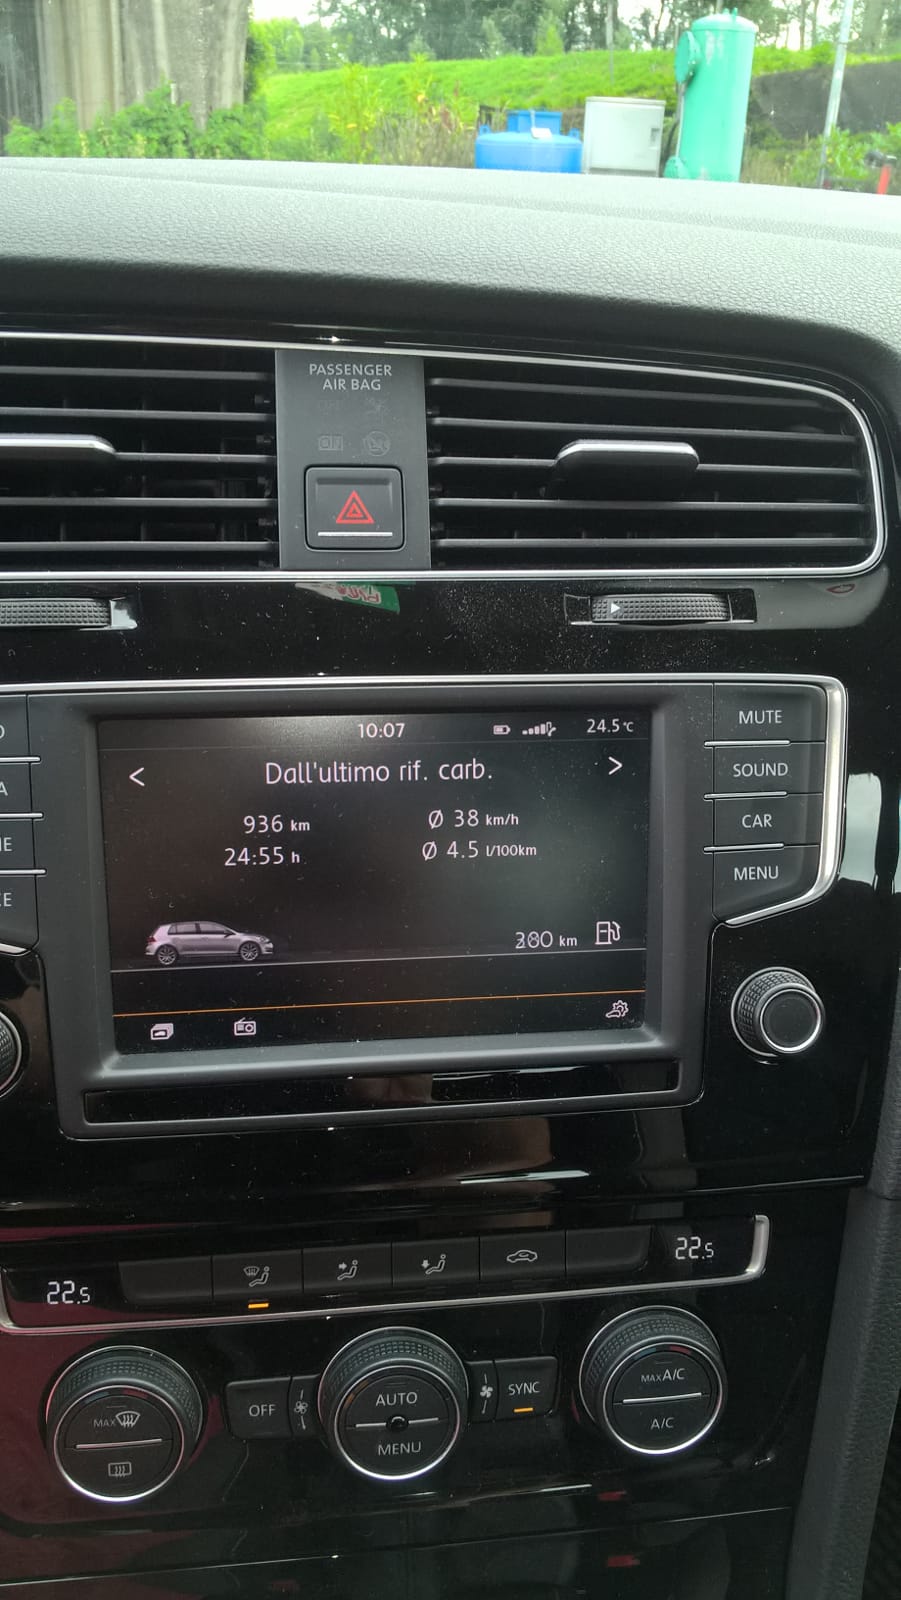 PASSENGER
AIR BAG
10:07
24.5°C
< Dall'ultimo rif. carb. >
936 km
Ø 38 km/h
24:55 h
Ø 4.5 l/100km
280 km
MUTE
SOUND
CAR
MENU
22.5
22.5
MAX
OFF
AUTO
MENU
SYNC
MAX A/C
A/C